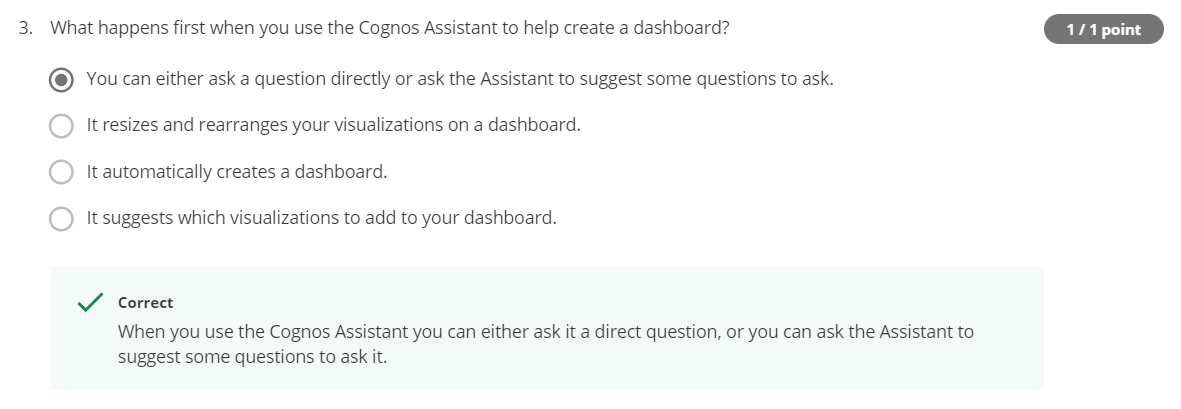 3. What happens first when you use the Cognos Assistant to help create a dashboard?
1 / 1 point
You can either ask a question directly or ask the Assistant to suggest some questions to ask.
It resizes and rearranges your visualizations on a dashboard.
It automatically creates a dashboard.
It suggests which visualizations to add to your dashboard.
Correct
When you use the Cognos Assistant you can either ask it a direct question, or you can ask the Assistant to
suggest some questions to ask it.